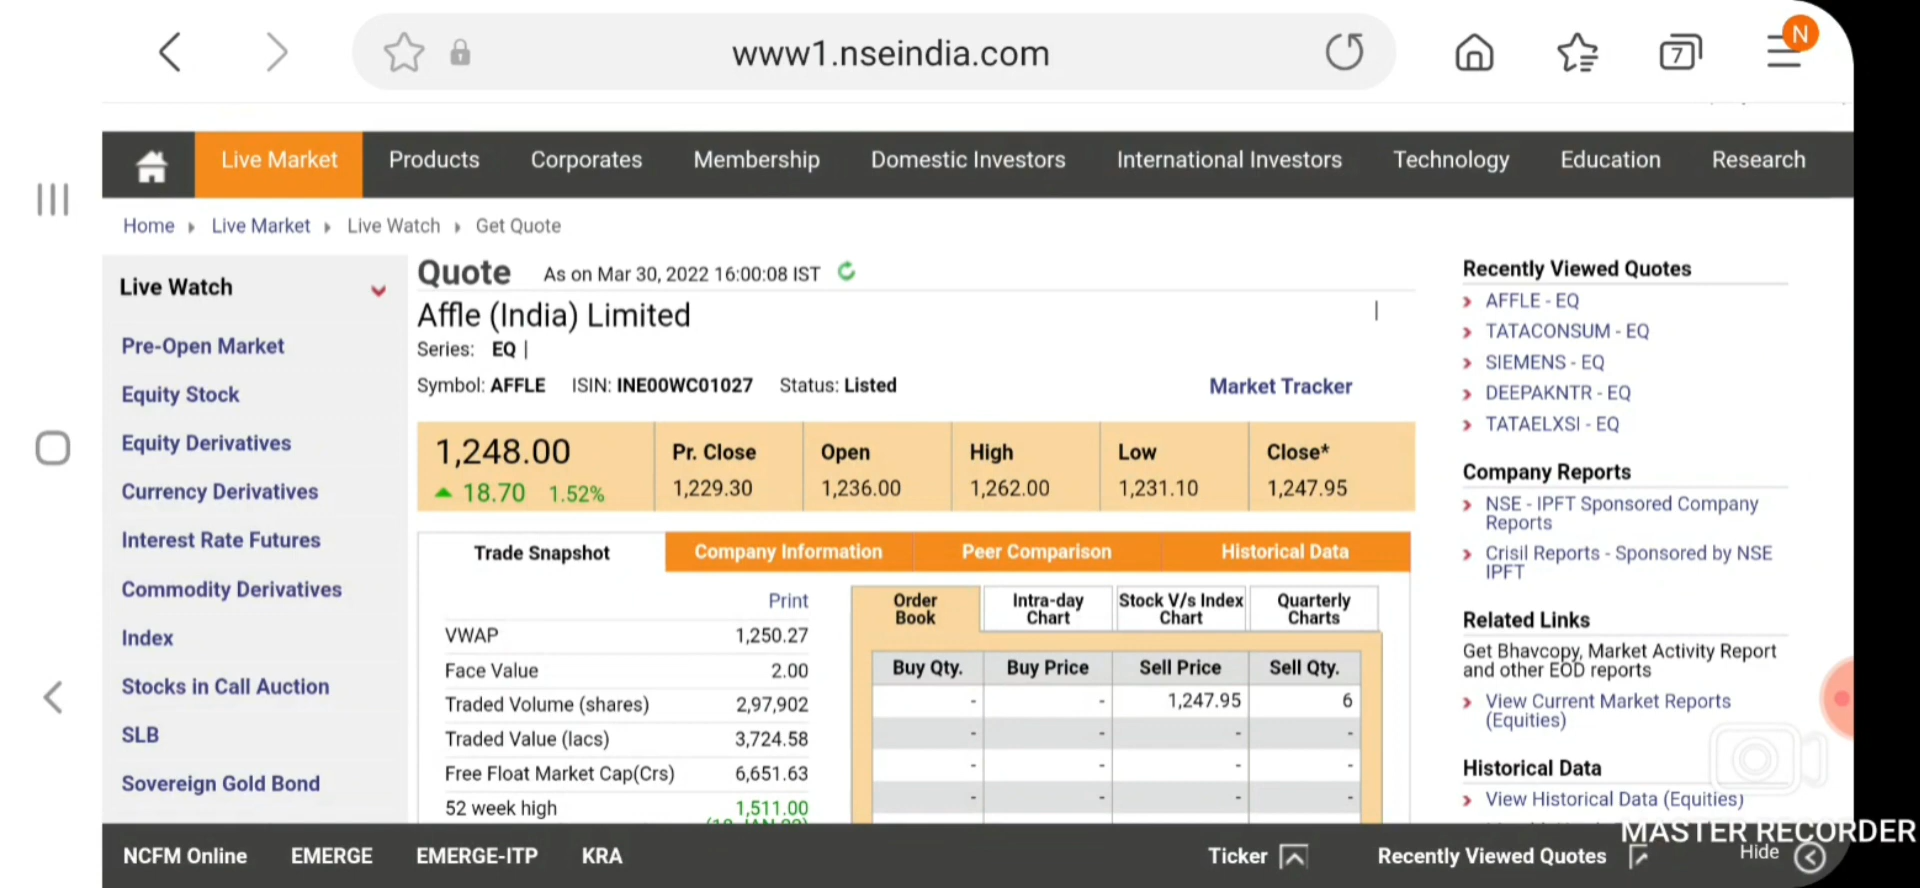 www1.nseindia.com
7
N
Live Market Products Corporates Membership Domestic Investors International Investors Technology Education Research
Home Live Market Live Watch Get Quote
Live Watch
Pre-Open Market
Equity Stock
Equity Derivatives
Currency Derivatives
Interest Rate Futures
Commodity Derivatives
Index
Stocks in Call Auction
SLB
Sovereign Gold Bond
Quote As on Mar 30, 2022 16:00:08 IST
Affle (India) Limited
Series: EQ |
Symbol: AFFLE ISIN: INE00WC01027 Status: Listed
Market Tracker
1,248.00 Pr. Close Open High Low Close*
18.70 1.52% 1,229.30 1,236.00 1,262.00 1,231.10 1,247.95
Trade Snapshot Company Information Peer Comparison Historical Data
Print
VWAP 1,250.27
Face Value 2.00
Traded Volume (shares) 2,97,902
Traded Value (lacs) 3,724.58
Free Float Market Cap(Crs) 6,651.63
52 week high 1,511.00
Order Book
Intra-day Chart
Stock V/s Index Chart
Quarterly Charts
Buy Qty. Buy Price Sell Price Sell Qty.
- - 1,247.95 6
- - - -
- - - -
- - - -
Recently Viewed Quotes
AFFLE - EQ
TATACONSUM - EQ
SIEMENS - EQ
DEEPAKNTR - EQ
TATAELXSI - EQ
Company Reports
NSE - IPFT Sponsored Company
Reports
Crisil Reports - Sponsored by NSE
IPFT
Related Links
Get Bhavcopy, Market Activity Report
and other EOD reports
View Current Market Reports
(Equities)
Historical Data
View Historical Data (Equities)
MASTER RECORDER
NCFM Online EMERGE EMERGE-ITP KRA Ticker Recently Viewed Quotes Hide